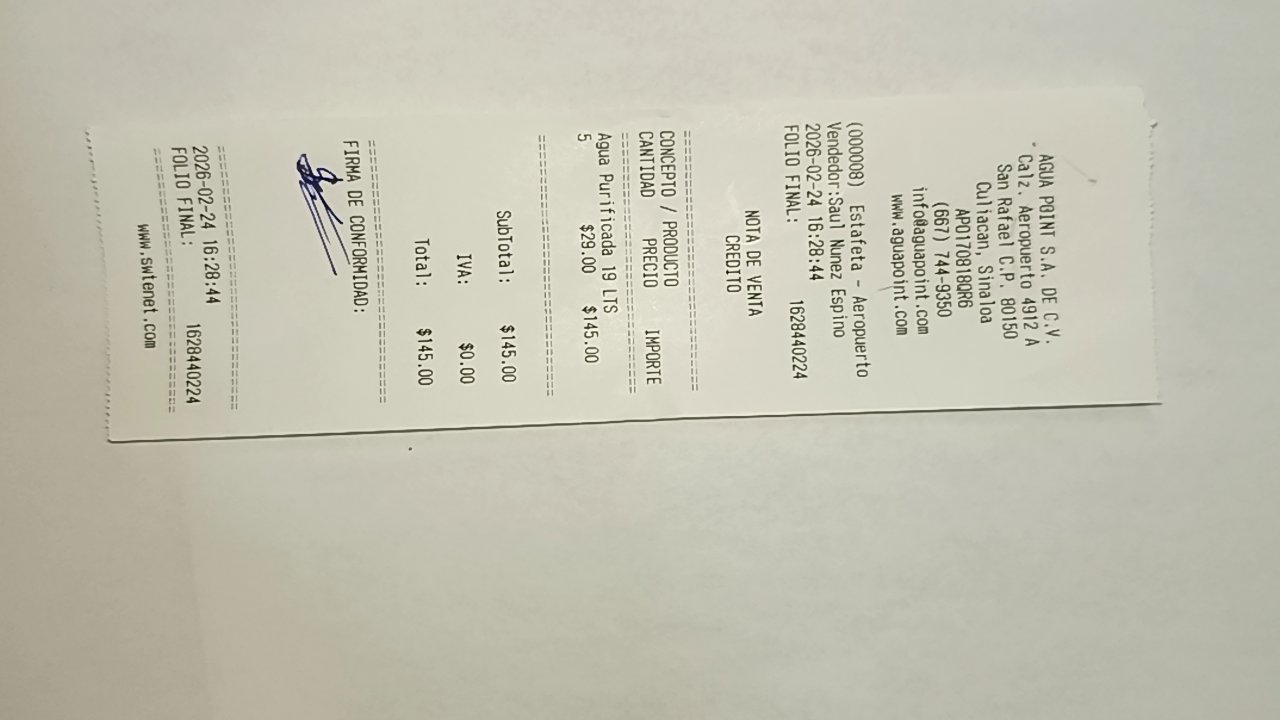 AGUA POINT S.A. DE C.V.
Calz. Aeropuerto 4912 A
San Rafael C.P. 80150
Culiacan, Sinaloa
APO170818QR6
(667) 744-9350
info@aguapoint.com
www.aguapoint.com
(000008) Estafeta - Aeropuerto
Vendedor:Saul Nunez Espino
2026-02-24 16:28:44
FOLIO FINAL: 1628440224
NOTA DE VENTA
CREDITO
CONCEPTO / PRODUCTO
CANTIDAD PRECIO IMPORTE
Agua Purificada 19 LTS
5 $29.00 $145.00
SubTotal: $145.00
IVA: $0.00
Total: $145.00
FIRMA DE CONFORMIDAD:
2026-02-24 16:28:44
FOLIO FINAL: 1628440224
www.swtenet.com